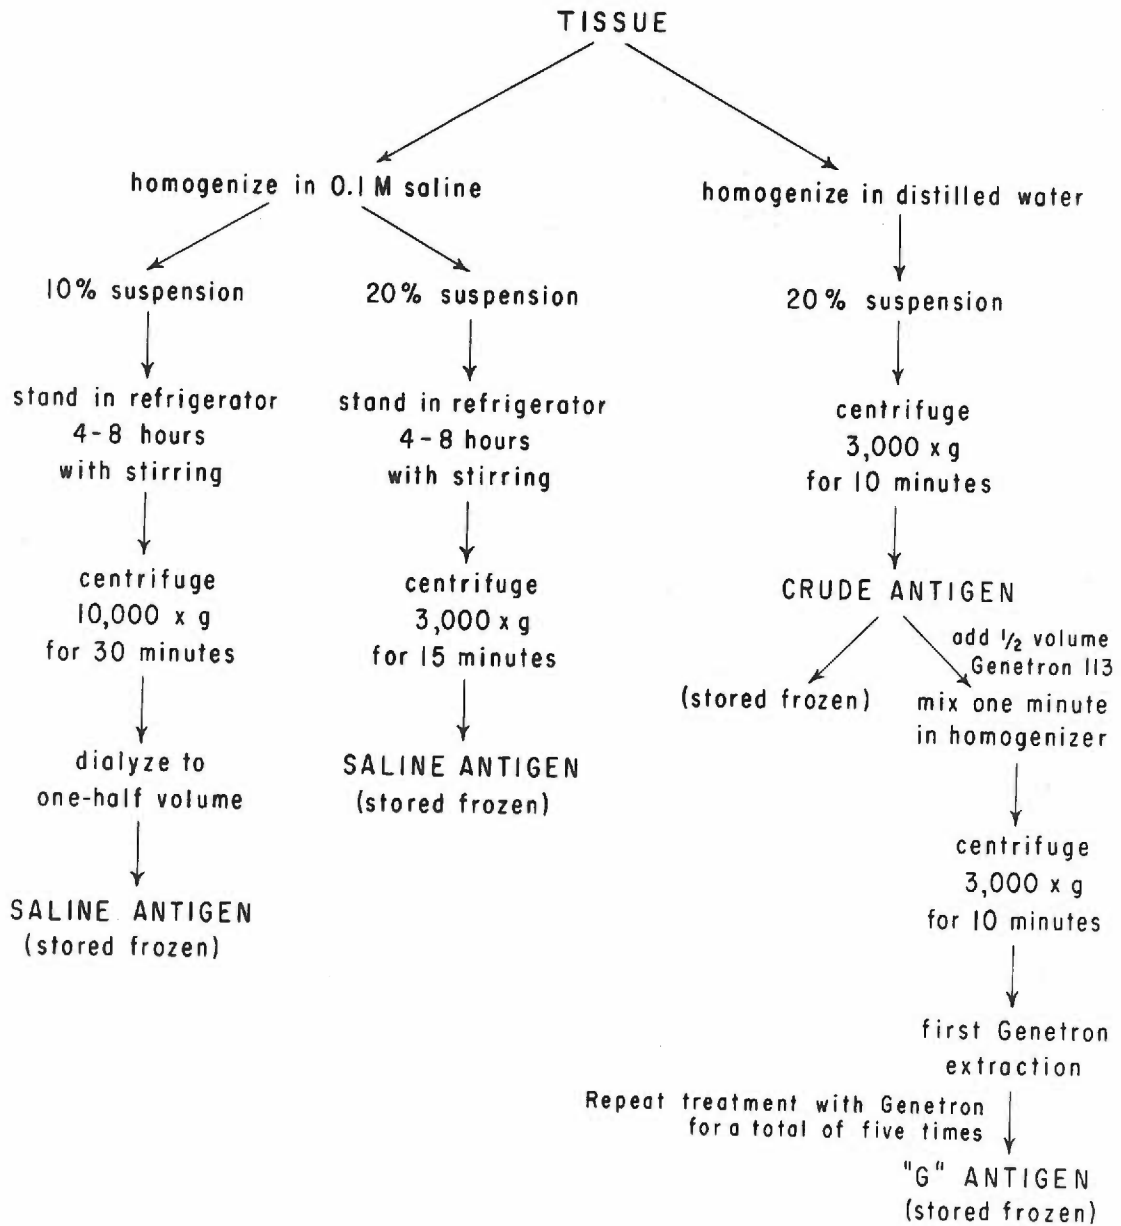 TISSUE
homogenize in 0.1 M saline
10% suspension
stand in refrigerator
4-8 hours
with stirring
centrifuge
10,000 x g
for 30 minutes
dialyze to
one-half volume
SALINE ANTIGEN
(stored frozen)
20% suspension
stand in refrigerator
4-8 hours
with stirring
centrifuge
3,000 x g
for 15 minutes
SALINE ANTIGEN
(stored frozen)
homogenize in distilled water
20% suspension
centrifuge
3,000 x g
for 10 minutes
CRUDE ANTIGEN
(stored frozen)
add ½ volume
Genetron 113
mix one minute
in homogenizer
centrifuge
3,000 x g
for 10 minutes
first Genetron
extraction
Repeat treatment with Genetron
for a total of five times
"G" ANTIGEN
(stored frozen)